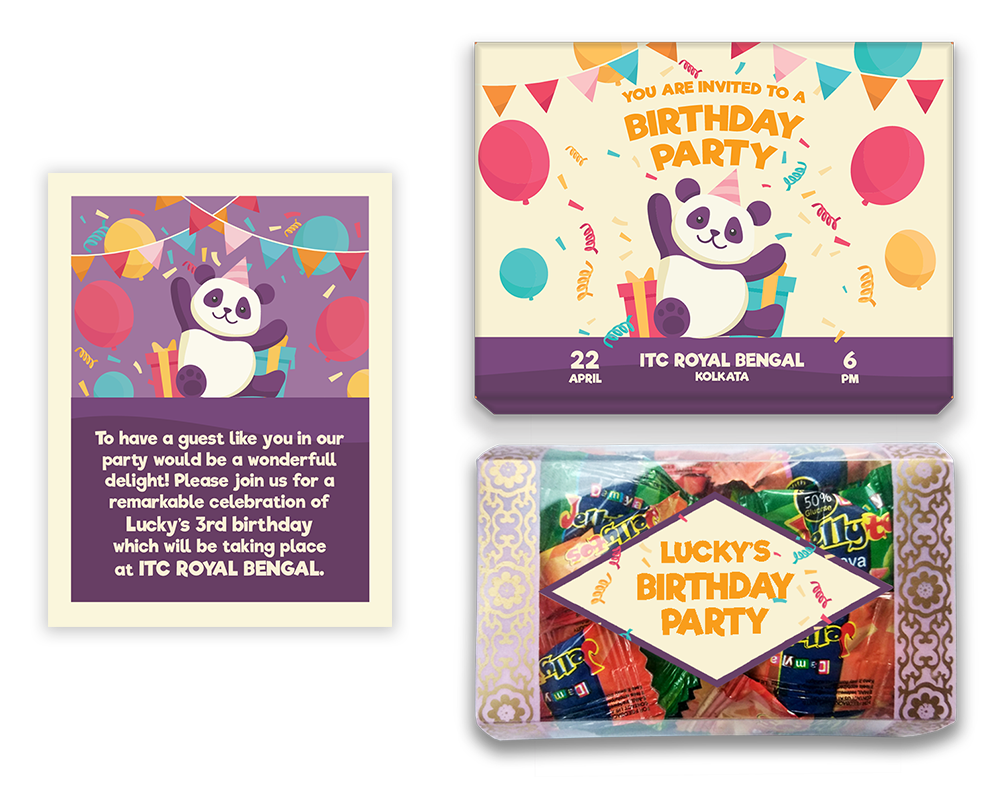 To have a guest like you in our
party would be a wonderfull
delight! Please join us for a
remarkable celebration of
Lucky's 3rd birthday
which will be taking place
at ITC ROYAL BENGAL.
YOU ARE INVITED TO A
BIRTHDAY
PARTY
22
APRIL
ITC ROYAL BENGAL
KOLKATA
6
PM
50%
Glucose
LUCKY'S
BIRTHDAY
PARTY